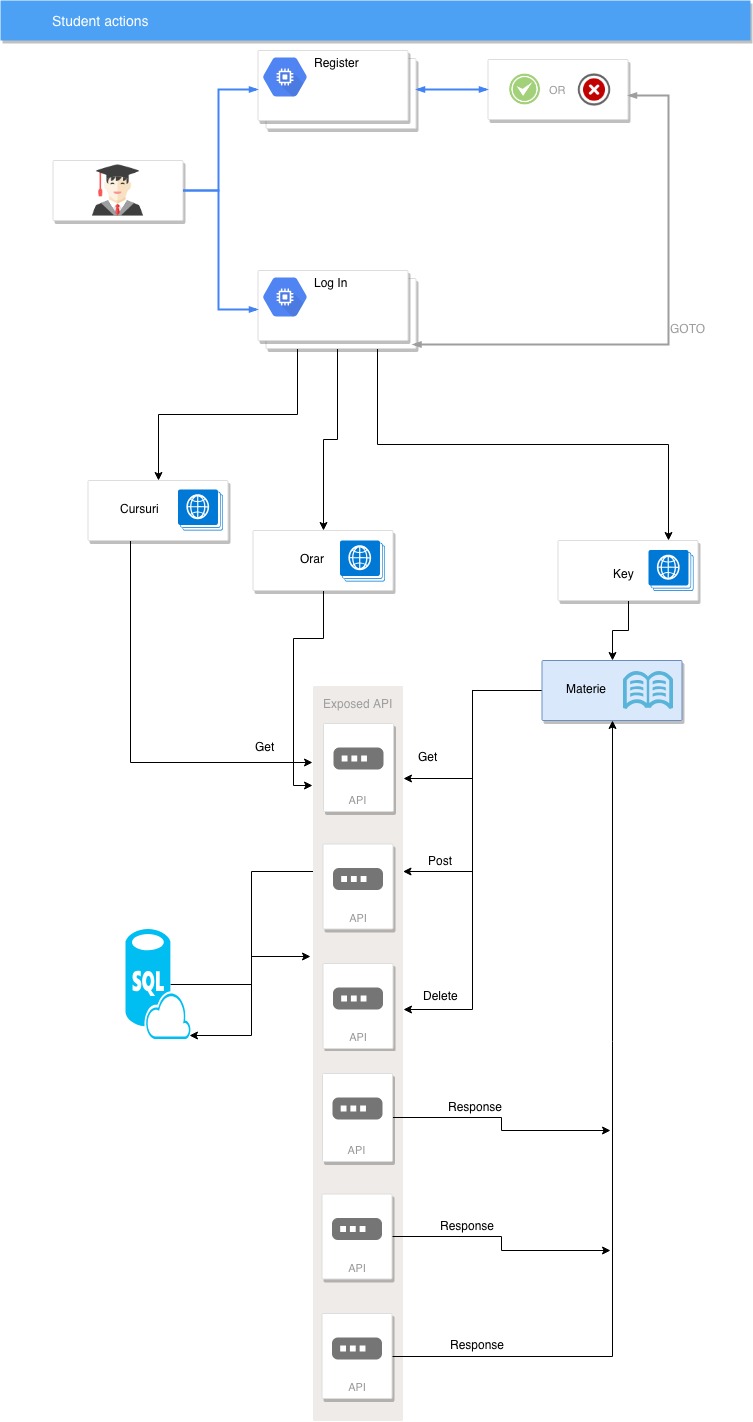 Student actions
Register
OR
Log In
GOTO
Cursuri
Orar
Key
Materie
Exposed API
Get
Get
API
Post
API
SQL
Delete
API
Response
API
Response
API
Response
API